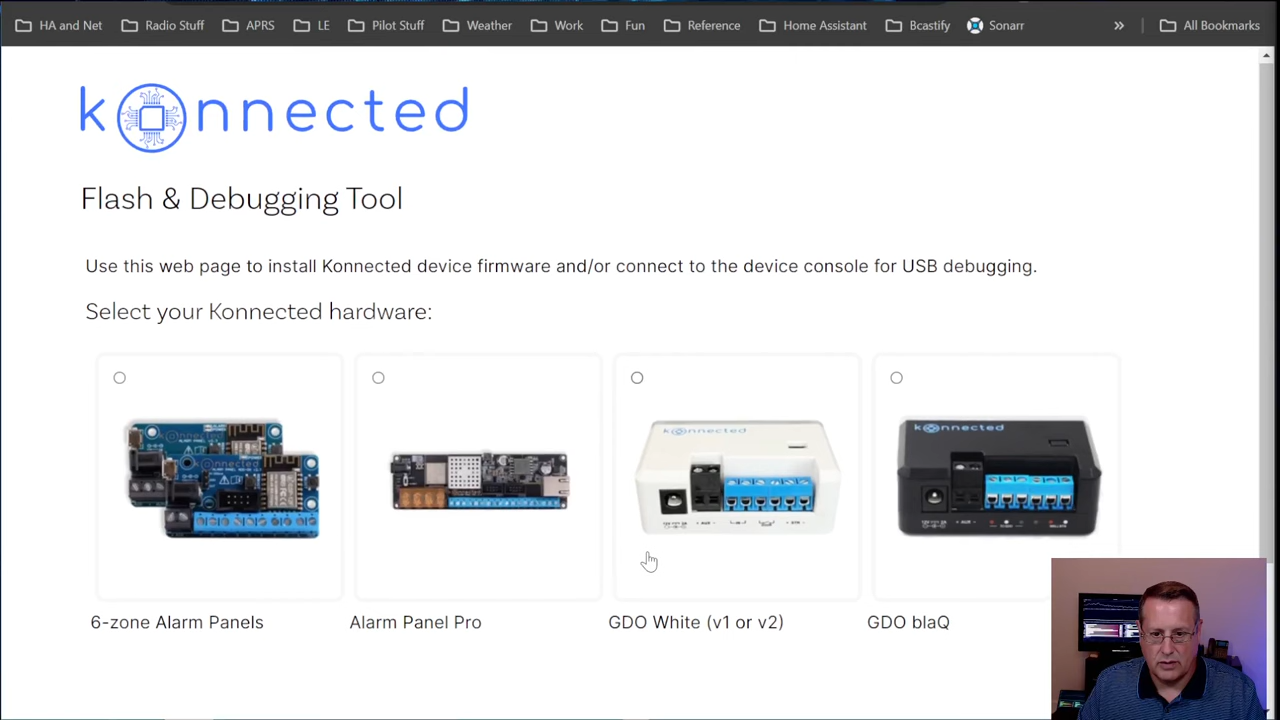 HA and Net Radio Stuff APRS LE Pilot Stuff Weather Work Fun Reference Home Assistant Bcastify Sonarr » All Bookmarks
konnected
Flash & Debugging Tool
Use this web page to install Konnected device firmware and/or connect to the device console for USB debugging.
Select your Konnected hardware:
konnected
konnected
6-zone Alarm Panels
Alarm Panel Pro
GDO White (v1 or v2)
GDO blaQ